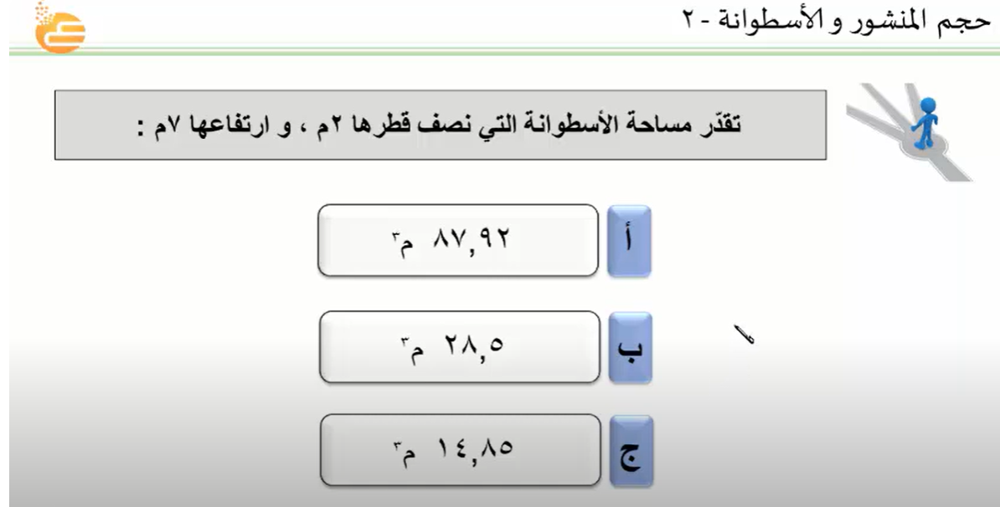 حجم المنشور و الأسطوانة - ٢
تقدّر مساحة الأسطوانة التي نصف قطرها ٢م ، و ارتفاعها ٧م :
أ
٨٧,٩٢ م٣
ب
٢٨,٥ م٣
ج
١٤,٨٥ م٣